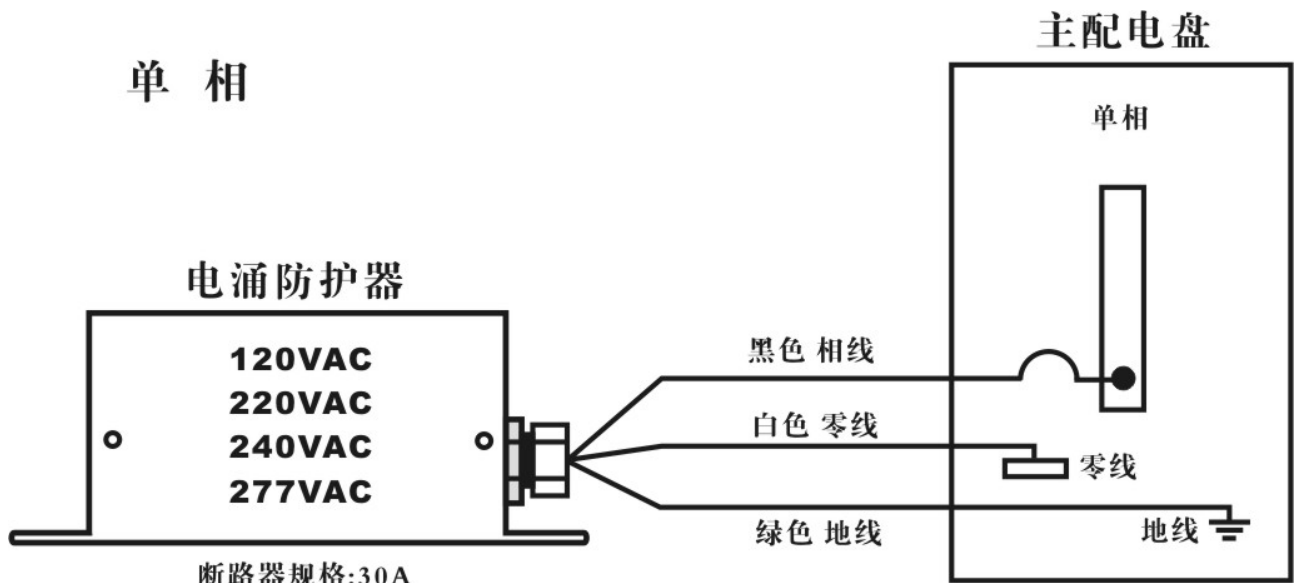 主配电盘
单 相
单相
电涌防护器
120VAC
220VAC
240VAC
277VAC
黑色 相线
白色 零线
零线
绿色 地线
地线
断路器规格:30A